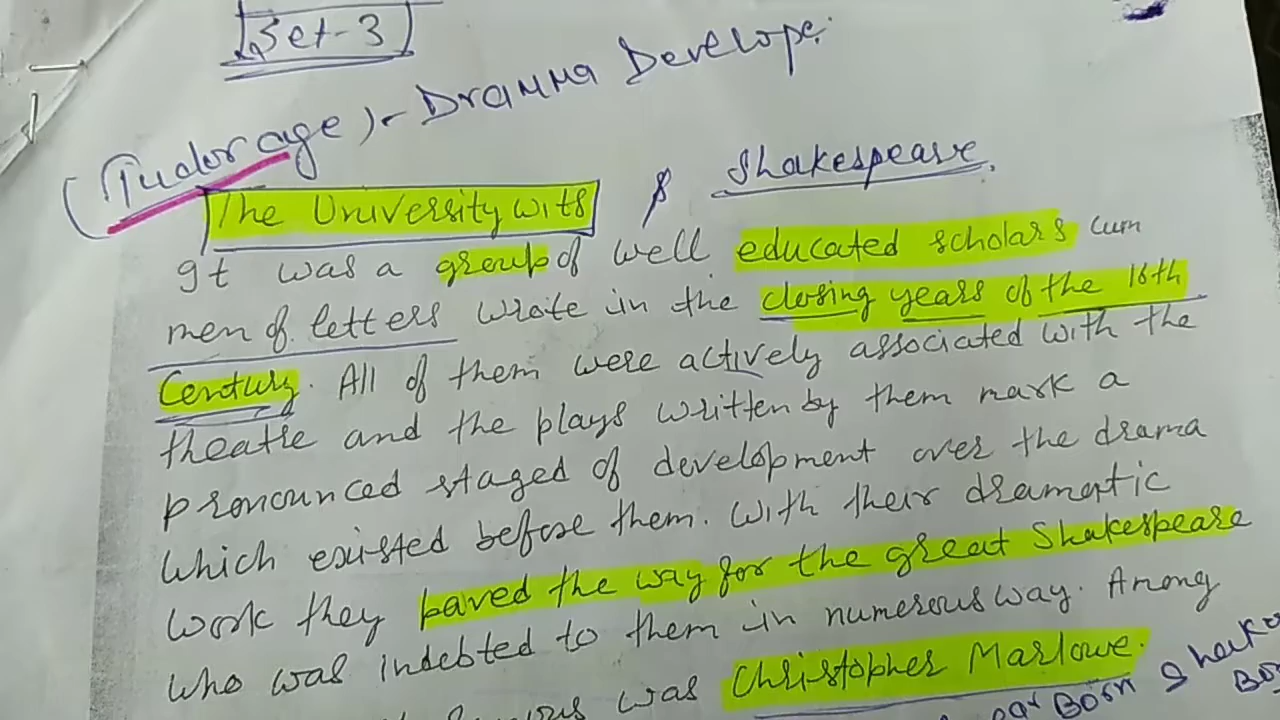 Set-3
(Tudor age):- Dramma Develope.
The University Wits & Shakespeare.
It was a group of well educated scholars cum
men of letters wrote in the closing years of the 16th
Century. All of them were actively associated with the
theatre and the plays written by them mark a
pronounced staged of development over the drama
which existed before them. With their dramatic
work they paved the way for the great Shakespeare
who was indebted to them in numerous way. Among
was Christopher Marlowe.
Born